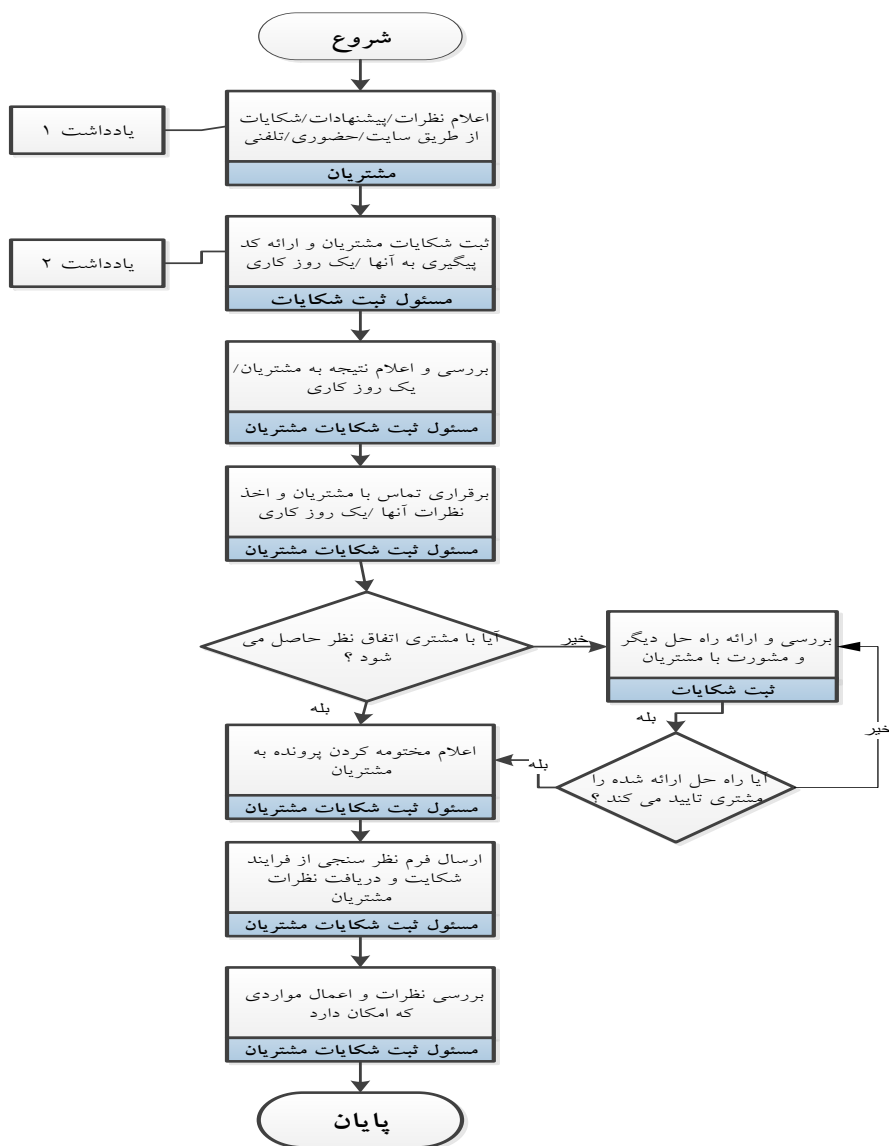 شروع
اعلام نظرات/پیشنهادات/شکایات
از طریق سایت/حضوری/تلفنی
مشتریان
یادداشت ۱
ثبت شکایات مشتریان و ارائه کد
پیگیری به آنها /یک روز کاری
مسئول ثبت شکایات
یادداشت ۲
بررسی و اعلام نتیجه به مشتریان/
یک روز کاری
مسئول ثبت شکایات مشتریان
برقراری تماس با مشتریان و اخذ
نظرات آنها /یک روز کاری
مسئول ثبت شکایات مشتریان
آیا با مشتری اتفاق نظر حاصل می
شود ؟
خیر
بررسی و ارائه راه حل دیگر
و مشورت با مشتریان
ثبت شکایات
بله
بله
خیر
آیا راه حل ارائه شده را
مشتری تایید می کند ؟
بله
اعلام مختومه کردن پرونده به
مشتریان
مسئول ثبت شکایات مشتریان
ارسال فرم نظر سنجی از فرایند
شکایت و دریافت نظرات
مشتریان
مسئول ثبت شکایات مشتریان
بررسی نظرات و اعمال مواردی
که امکان دارد
مسئول ثبت شکایات مشتریان
پایان